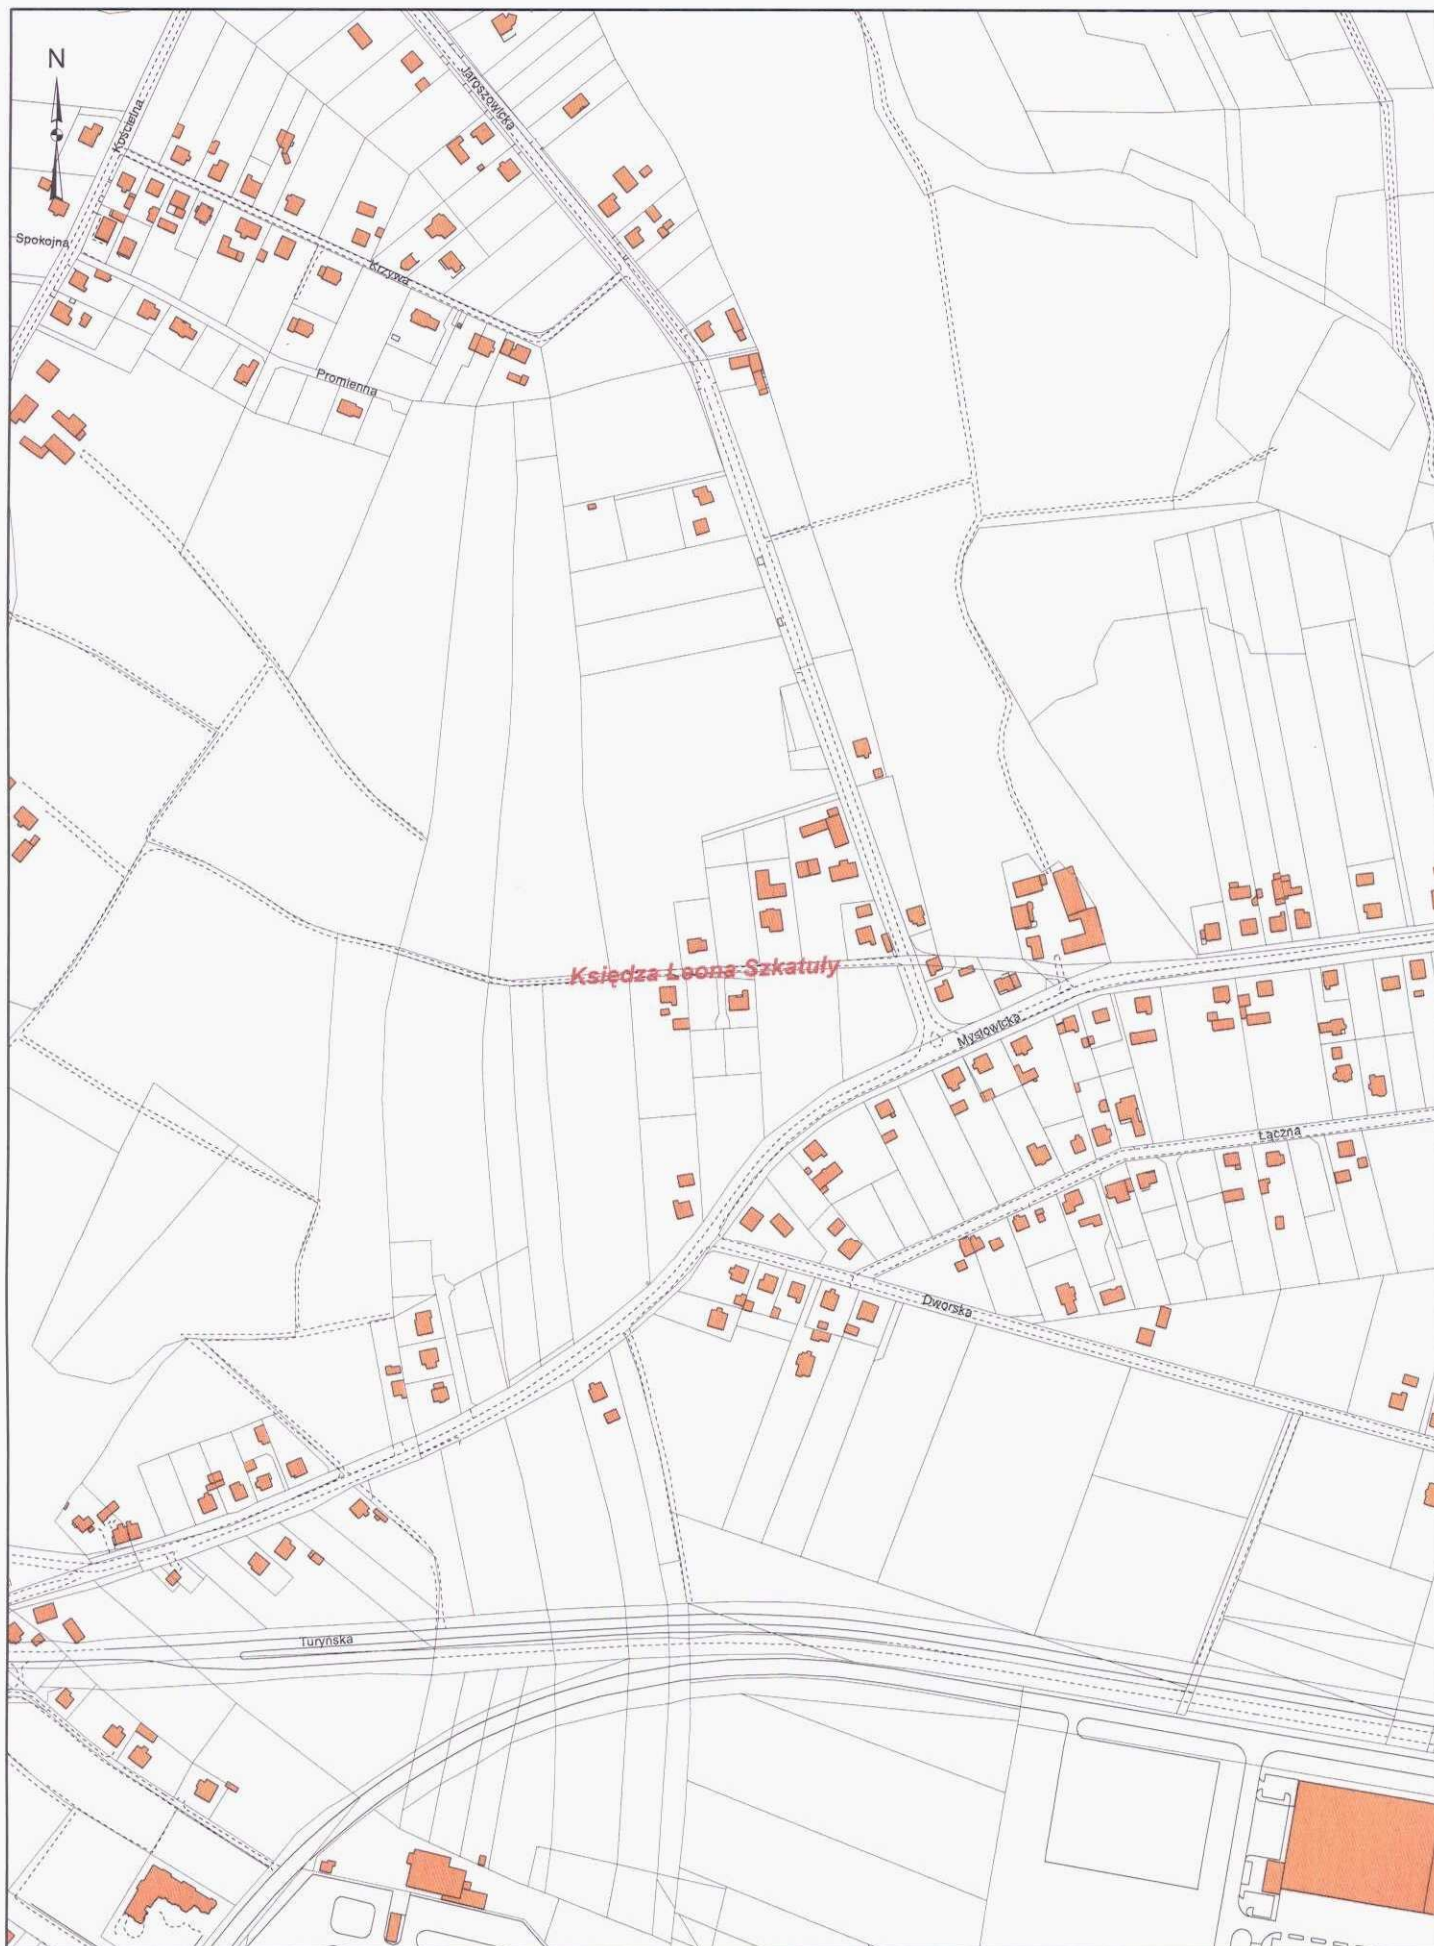 N
Jaroszowicka
Kościelna
Spokojna
Krzywa
Promienna
Księdza Leona Szkatuły
Mysłowicka
Łączna
Dworska
Turyńska